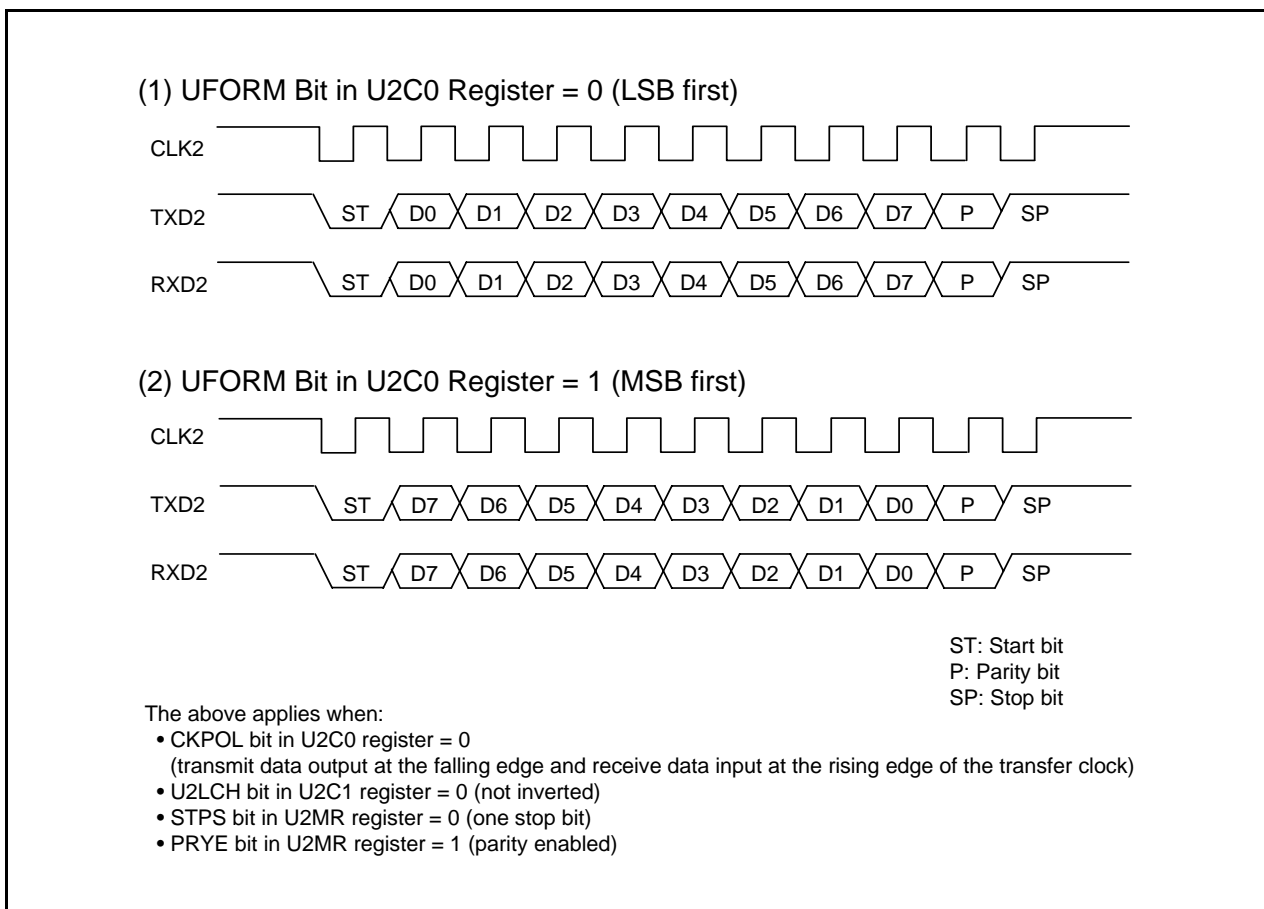 (1) UFORM Bit in U2C0 Register = 0 (LSB first)
CLK2
TXD2 ST D0 D1 D2 D3 D4 D5 D6 D7 P SP
RXD2 ST D0 D1 D2 D3 D4 D5 D6 D7 P SP
(2) UFORM Bit in U2C0 Register = 1 (MSB first)
CLK2
TXD2 ST D7 D6 D5 D4 D3 D2 D1 D0 P SP
RXD2 ST D7 D6 D5 D4 D3 D2 D1 D0 P SP
ST: Start bit
P: Parity bit
SP: Stop bit
The above applies when:
• CKPOL bit in U2C0 register = 0
(transmit data output at the falling edge and receive data input at the rising edge of the transfer clock)
• U2LCH bit in U2C1 register = 0 (not inverted)
• STPS bit in U2MR register = 0 (one stop bit)
• PRYE bit in U2MR register = 1 (parity enabled)